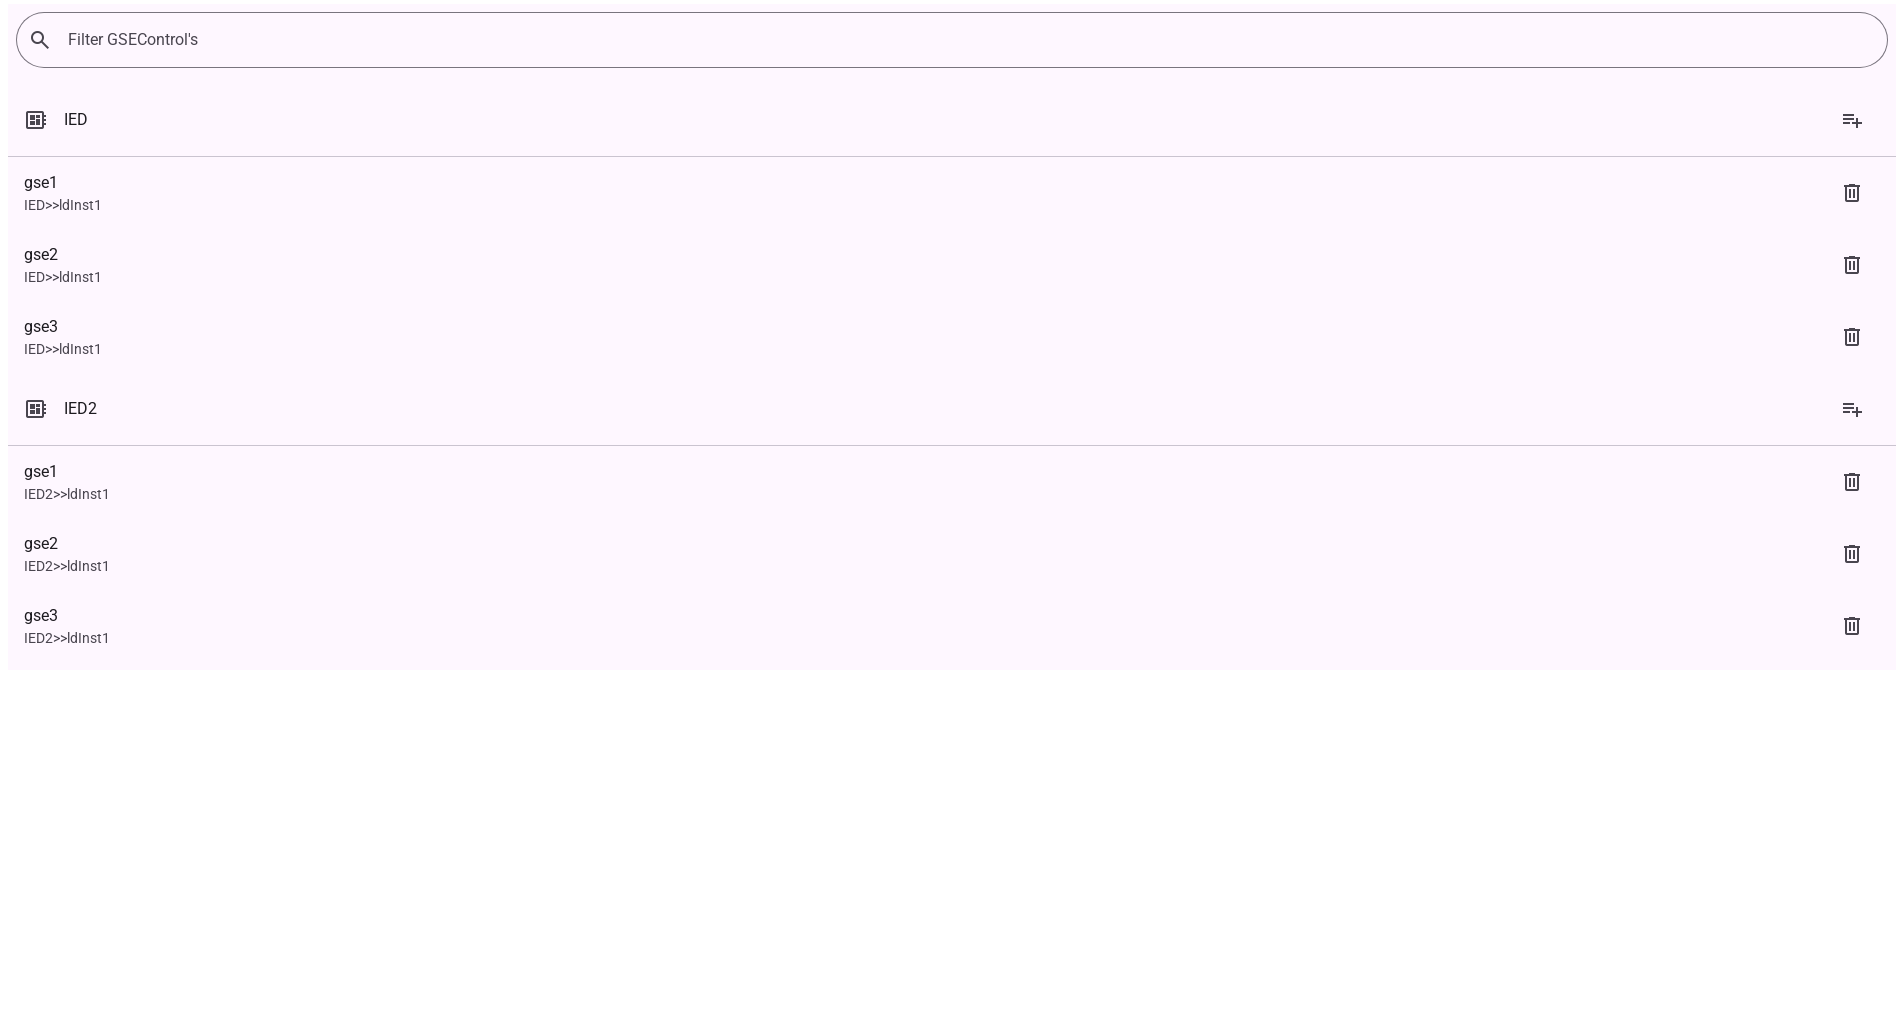 Filter GSEControl's
IED
gse1
IED>>ldInst1
gse2
IED>>ldInst1
gse3
IED>>ldInst1
IED2
gse1
IED2>>ldInst1
gse2
IED2>>ldInst1
gse3
IED2>>ldInst1